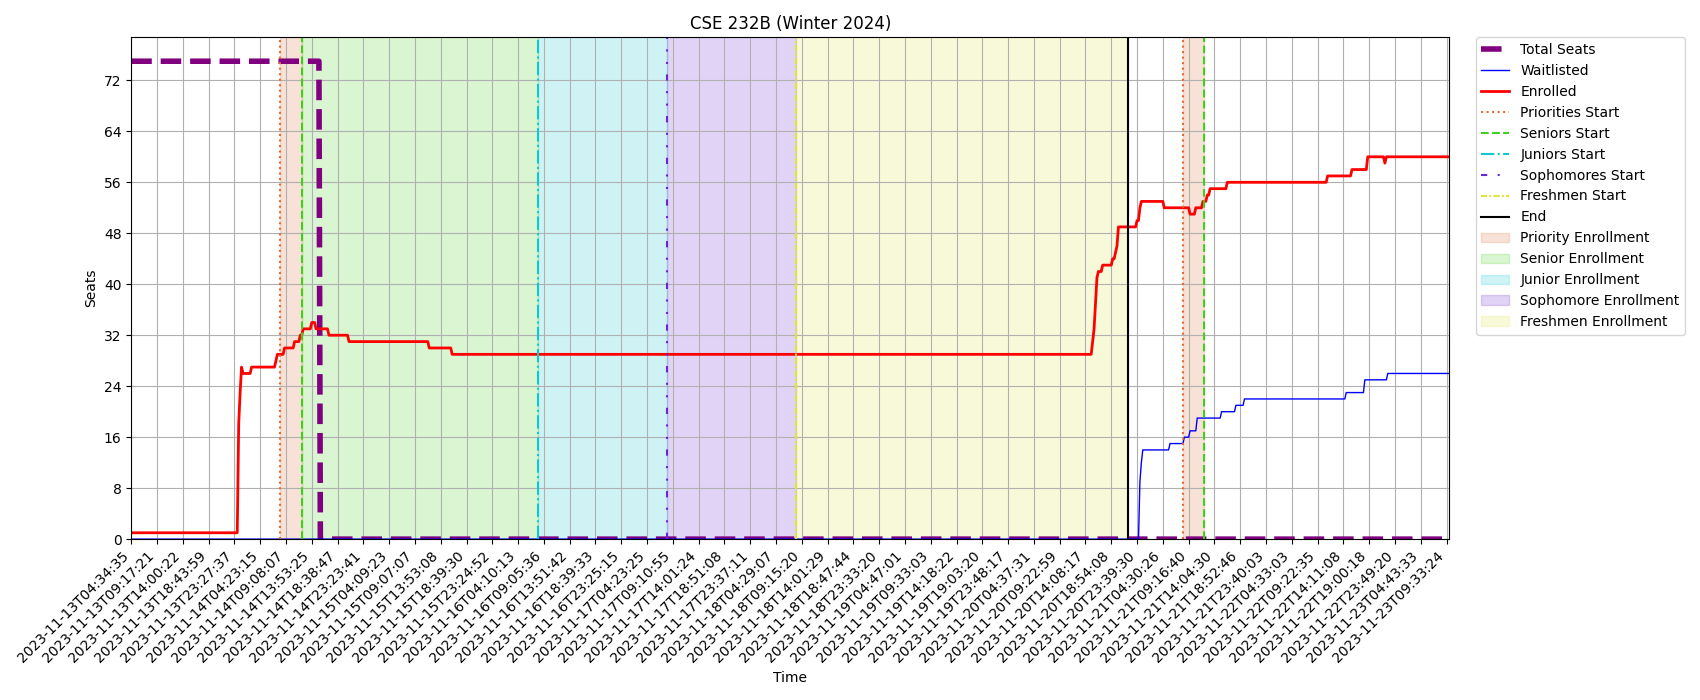 CSE 232B (Winter 2024)
Seats
72
64
56
48
40
32
24
16
8
0
Total Seats
Waitlisted
Enrolled
Priorities Start
Seniors Start
Juniors Start
Sophomores Start
Freshmen Start
End
Priority Enrollment
Senior Enrollment
Junior Enrollment
Sophomore Enrollment
Freshmen Enrollment
2023-11-13T04:34:35
2023-11-13T09:17:21
2023-11-13T14:00:22
2023-11-13T18:43:59
2023-11-13T23:27:37
2023-11-14T04:23:15
2023-11-14T09:08:07
2023-11-14T13:53:25
2023-11-14T18:38:47
2023-11-14T23:23:41
2023-11-15T04:09:23
2023-11-15T09:07:07
2023-11-15T13:53:08
2023-11-15T18:39:30
2023-11-15T23:24:52
2023-11-16T04:10:13
2023-11-16T09:05:36
2023-11-16T13:51:42
2023-11-16T18:39:33
2023-11-16T23:25:15
2023-11-17T04:23:25
2023-11-17T09:10:55
2023-11-17T14:01:24
2023-11-17T18:51:08
2023-11-17T23:37:11
2023-11-18T04:29:07
2023-11-18T09:15:20
2023-11-18T14:01:29
2023-11-18T18:47:44
2023-11-18T23:33:20
2023-11-19T04:47:01
2023-11-19T09:33:03
2023-11-19T14:18:22
2023-11-19T19:03:20
2023-11-19T23:48:17
2023-11-20T04:37:31
2023-11-20T09:22:59
2023-11-20T14:08:17
2023-11-20T18:54:08
2023-11-20T23:39:30
2023-11-21T04:30:26
2023-11-21T09:16:40
2023-11-21T14:04:30
2023-11-21T18:52:46
2023-11-21T23:40:03
2023-11-22T04:33:03
2023-11-22T09:22:35
2023-11-22T14:11:08
2023-11-22T19:00:18
2023-11-22T23:49:20
2023-11-23T04:43:33
2023-11-23T09:33:24
Time